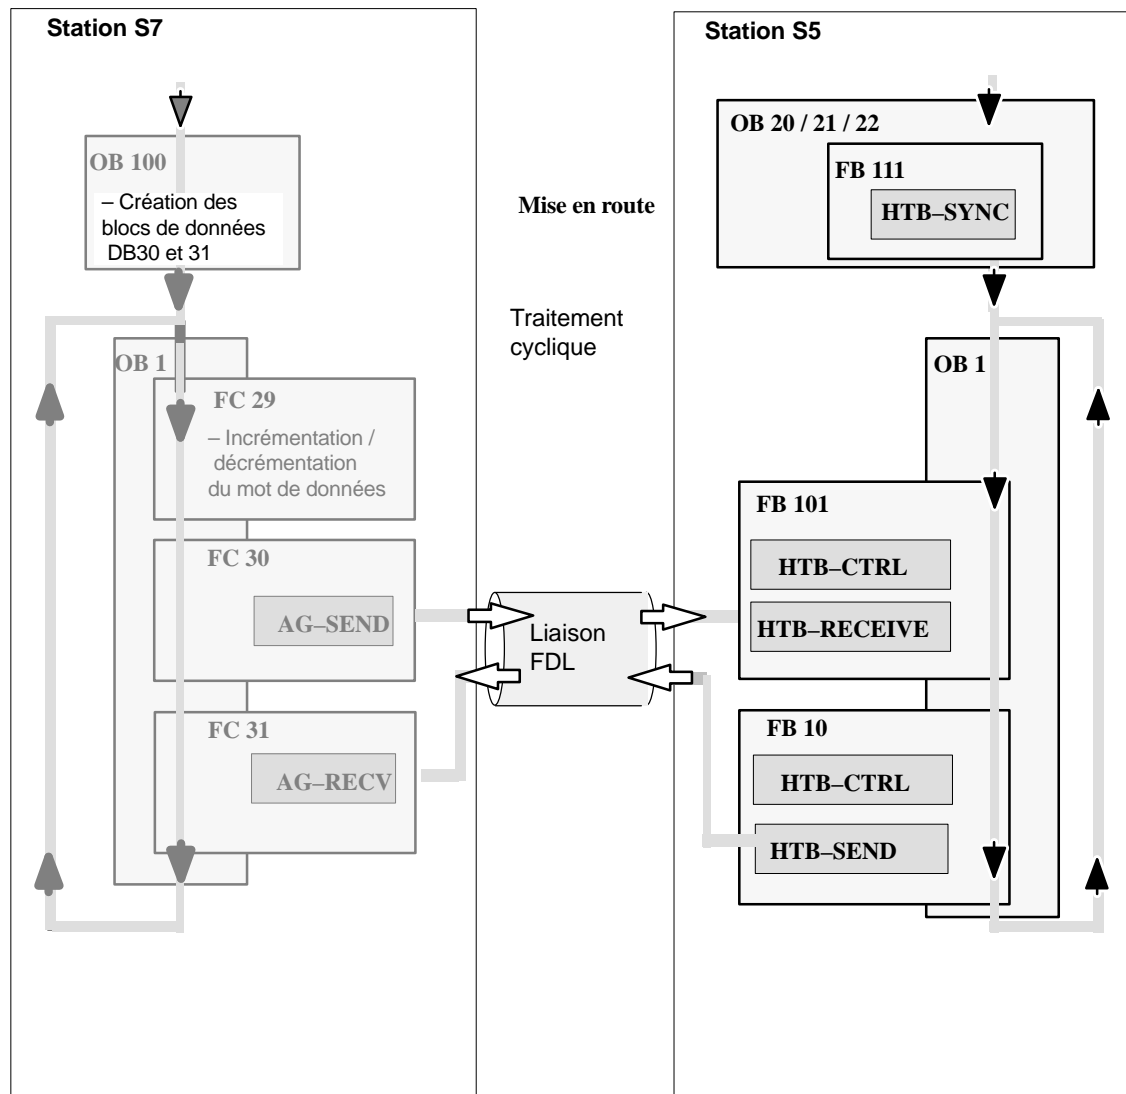 Station S7
OB 100
– Création des
blocs de données
DB30 et 31
OB 1
FC 29
– Incrémentation /
décrémentation
du mot de données
FC 30
AG–SEND
FC 31
AG–RECV
Mise en route
Traitement
cyclique
Liaison
FDL
Station S5
OB 20 / 21 / 22
FB 111
HTB–SYNC
OB 1
FB 101
HTB–CTRL
HTB–RECEIVE
FB 10
HTB–CTRL
HTB–SEND